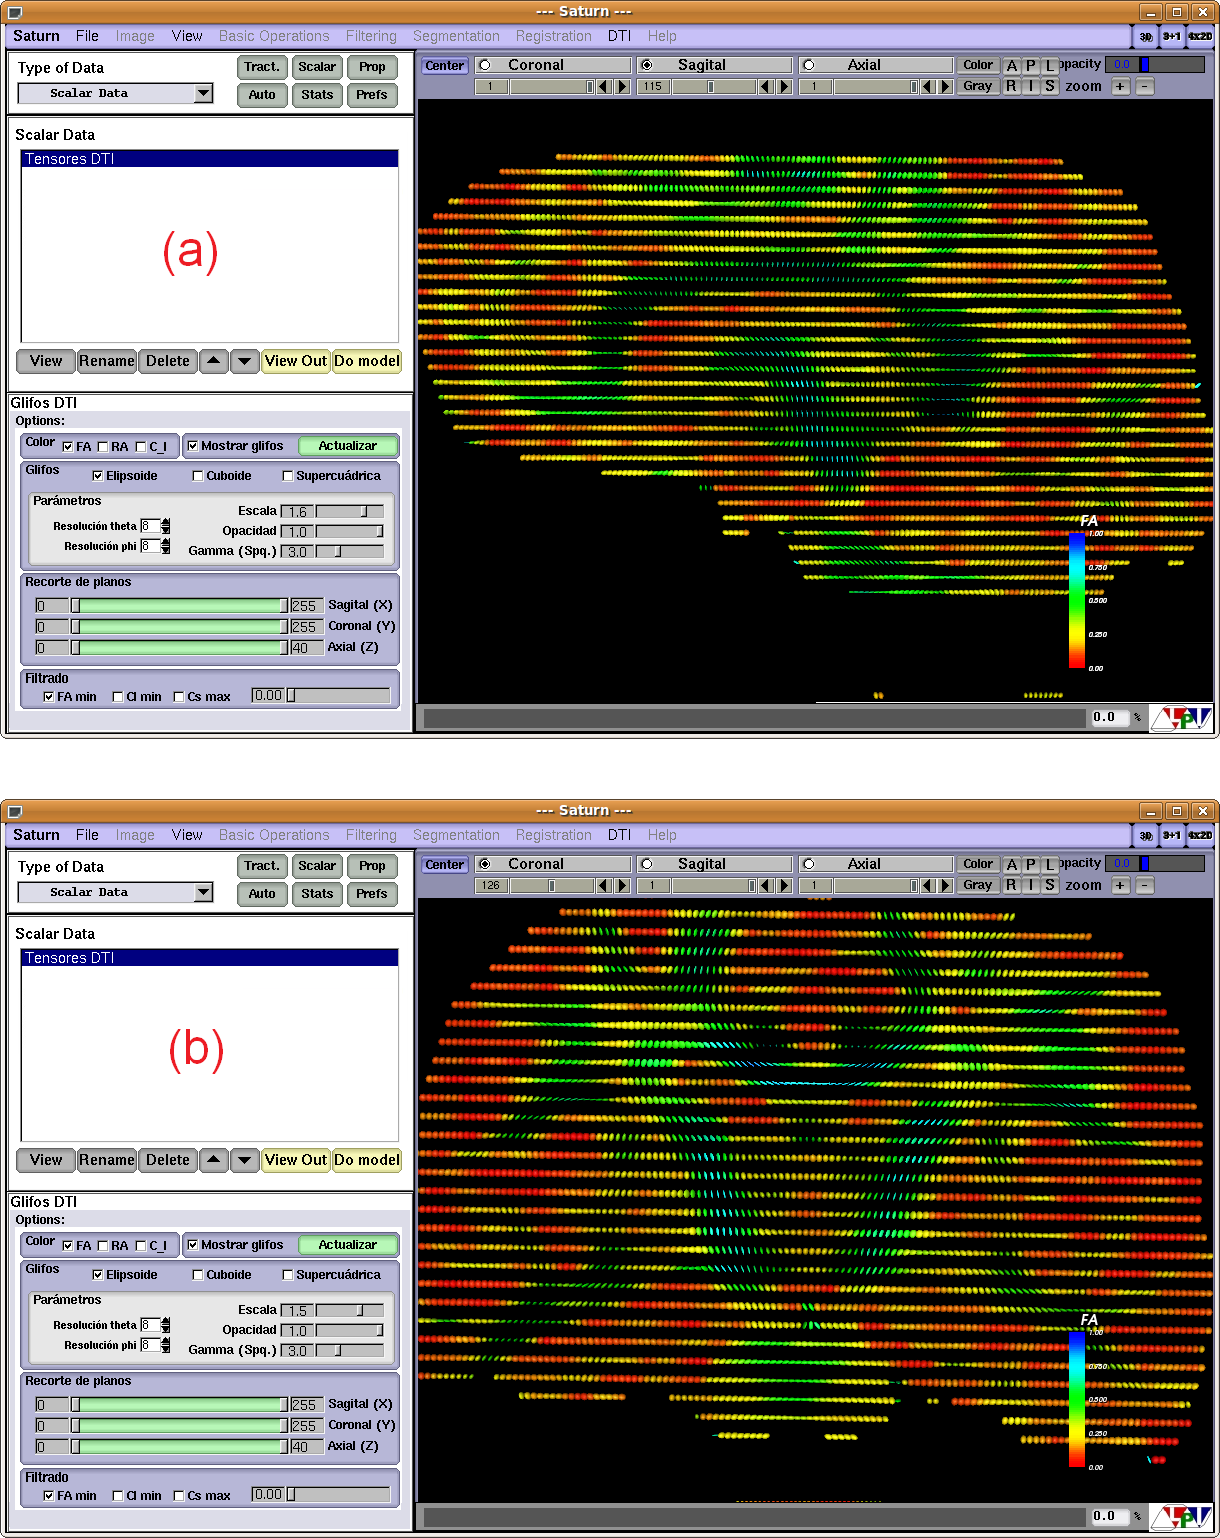 --- Saturn ---
Saturn File Image View Basic Operations Filtering Segmentation Registration DTI Help 3D 3+1 4x2D
Type of Data
Scalar Data
Tract. Scalar Prop
Auto Stats Prefs
Center Coronal Sagital Axial Color A P L opacity 0.0
1 115 1 Gray R I S zoom + -
Scalar Data
Tensores DTI
(a)
View Rename Delete View Out Do model
Glifos DTI
Options:
Color FA RA C_l Mostrar glifos Actualizar
Glifos
Elipsoide Cuboide Supercuádrica
Parámetros
Escala 1.6
Resolución theta 8
Opacidad 1.0
Resolución phi 8
Gamma (Spq.) 3.0
Recorte de planos
0 255 Sagital (X)
0 255 Coronal (Y)
0 40 Axial (Z)
Filtrado
FA min Cl min Cs max 0.00
FA
1.00
0.750
0.500
0.250
0.00
0.0 %
LPI
--- Saturn ---
Saturn File Image View Basic Operations Filtering Segmentation Registration DTI Help 3D 3+1 4x2D
Type of Data
Scalar Data
Tract. Scalar Prop
Auto Stats Prefs
Center Coronal Sagital Axial Color A P L opacity 0.0
126 1 1 Gray R I S zoom + -
Scalar Data
Tensores DTI
(b)
View Rename Delete View Out Do model
Glifos DTI
Options:
Color FA RA C_l Mostrar glifos Actualizar
Glifos
Elipsoide Cuboide Supercuádrica
Parámetros
Escala 1.5
Resolución theta 8
Opacidad 1.0
Resolución phi 8
Gamma (Spq.) 3.0
Recorte de planos
0 255 Sagital (X)
0 255 Coronal (Y)
0 40 Axial (Z)
Filtrado
FA min Cl min Cs max 0.00
FA
1.00
0.750
0.500
0.250
0.00
0.0 %
LPI